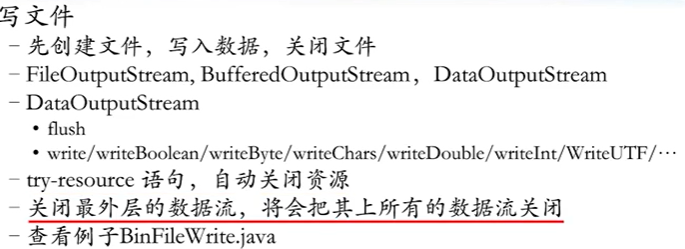 写文件
– 先创建文件，写入数据，关闭文件
– FileOutputStream, BufferedOutputStream，DataOutputStream
– DataOutputStream
• flush
• write/writeBoolean/writeByte/writeChars/writeDouble/writeInt/WriteUTF/…
– try-resource 语句，自动关闭资源
– 关闭最外层的数据流，将会把其上所有的数据流关闭
– 查看例子BinFileWrite.java